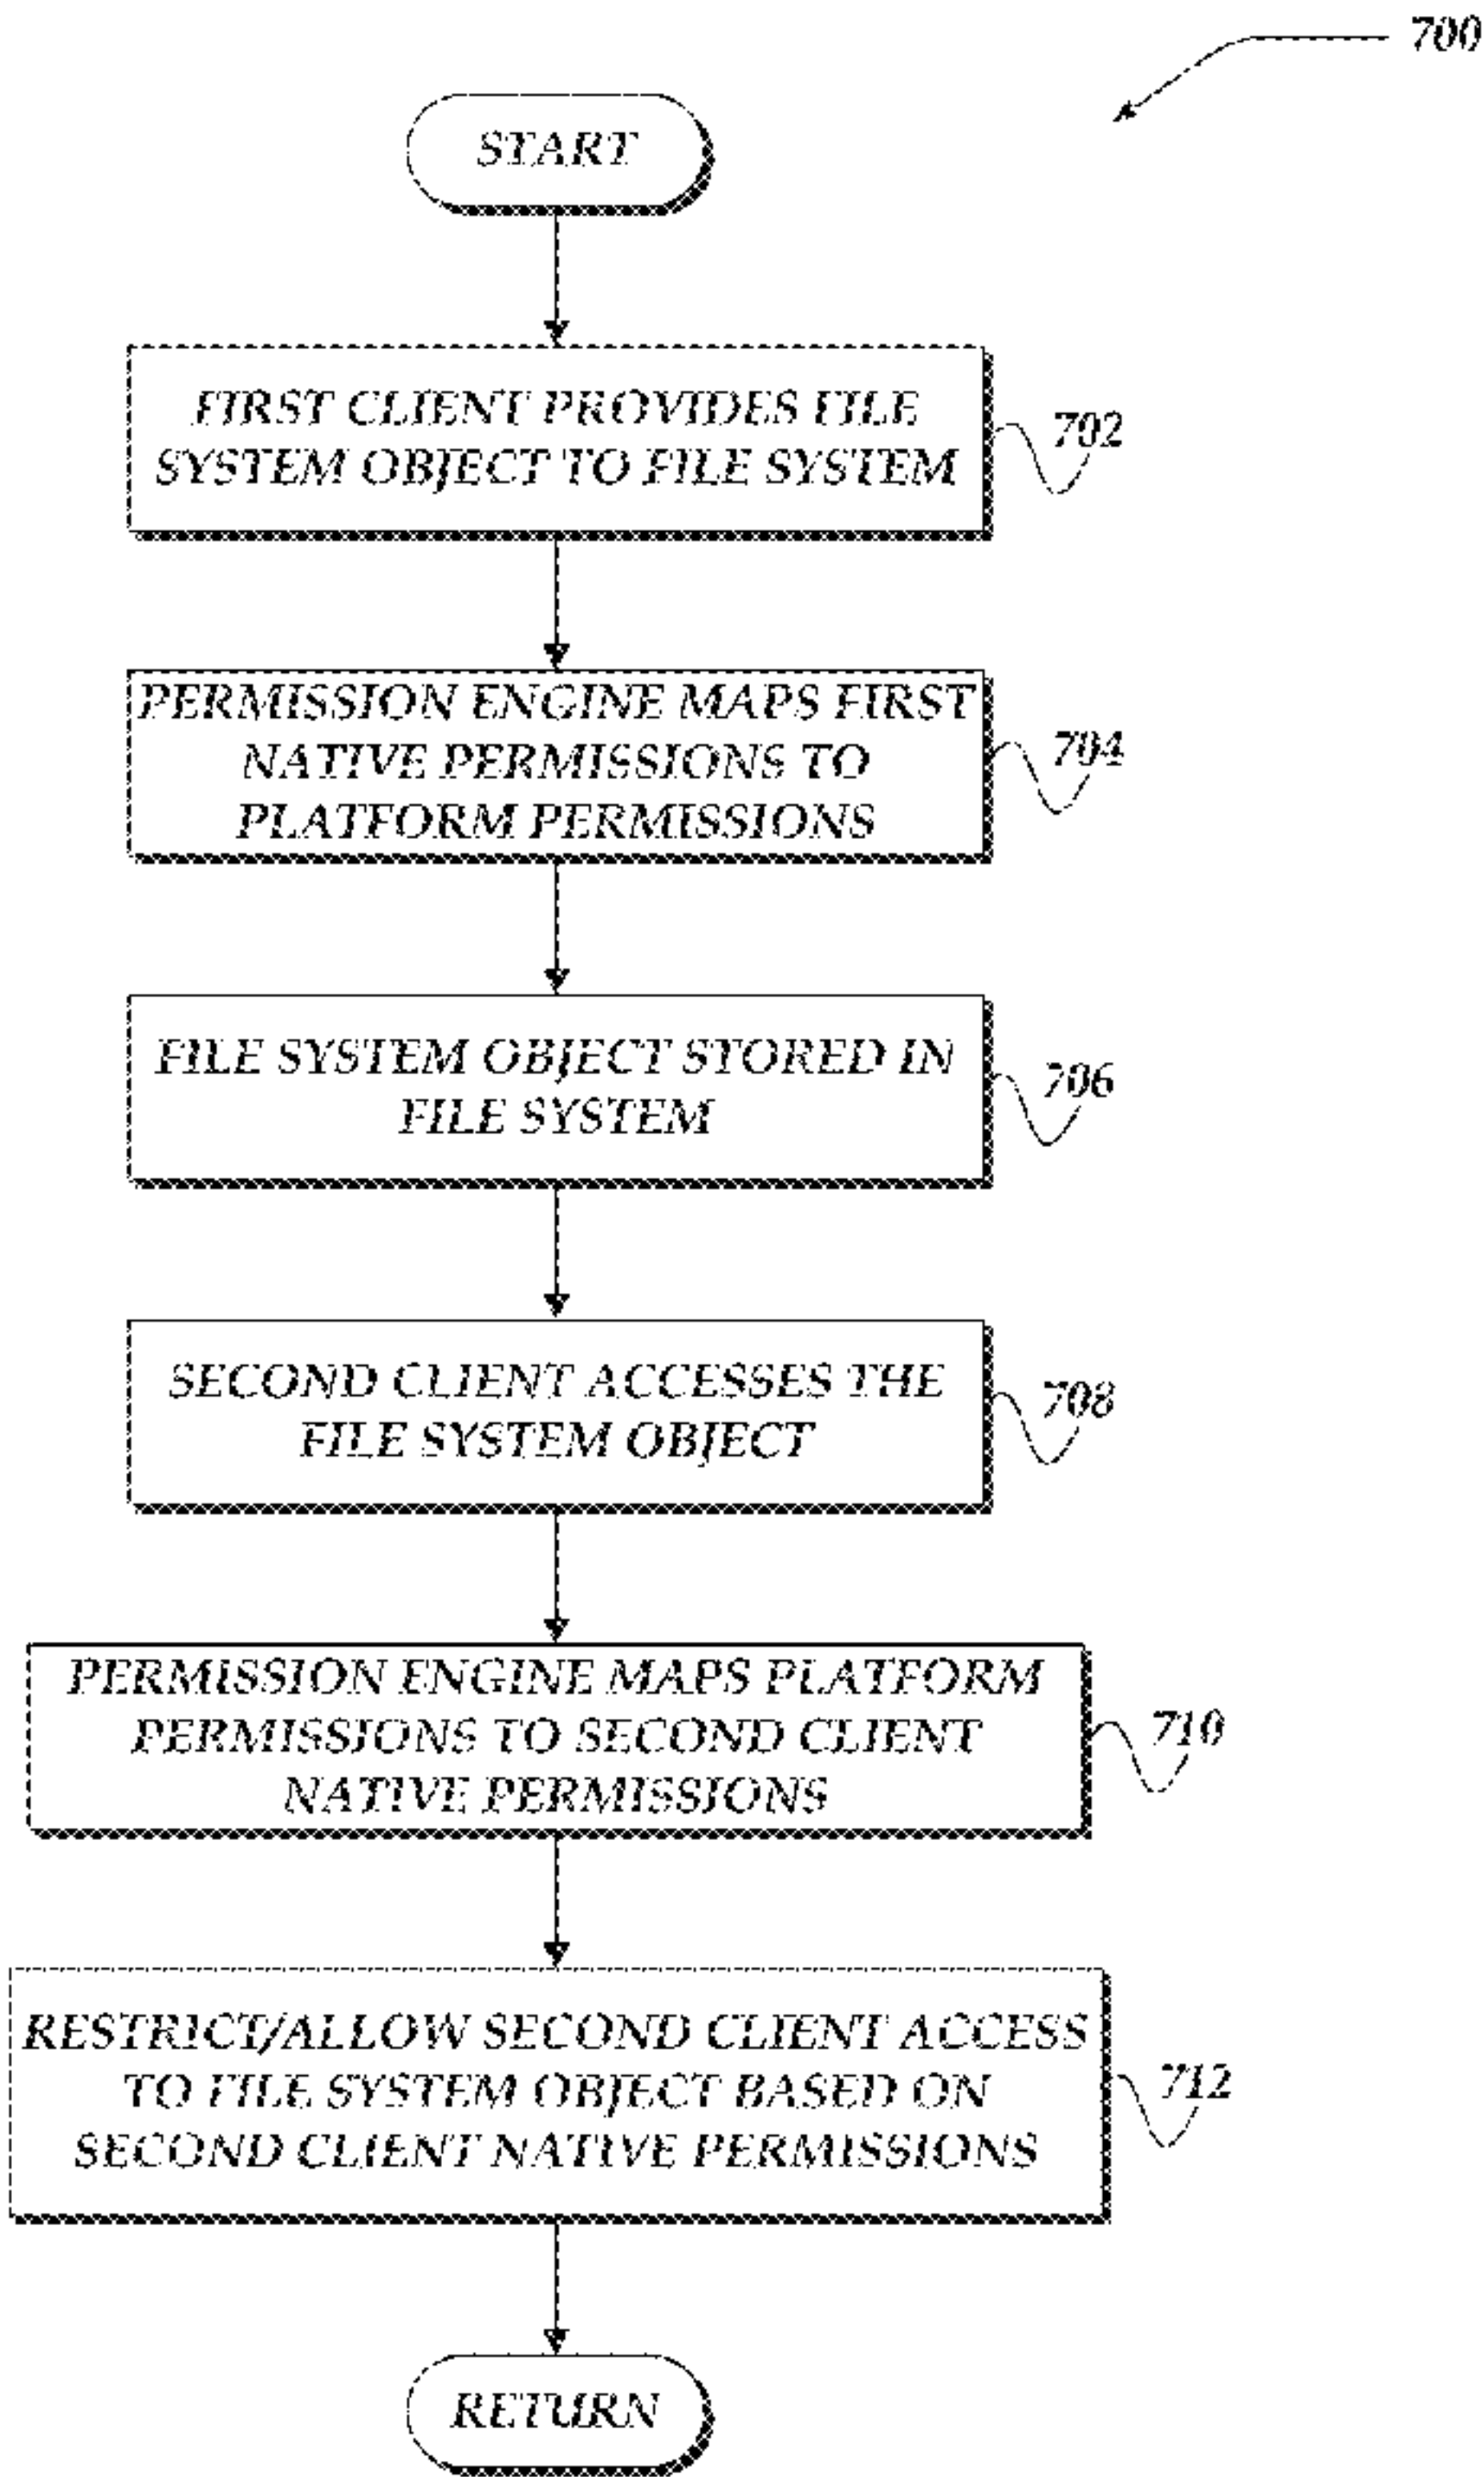 700
START
FIRST CLIENT PROVIDES FILE
SYSTEM OBJECT TO FILE SYSTEM
702
PERMISSION ENGINE MAPS FIRST
NATIVE PERMISSIONS TO
PLATFORM PERMISSIONS
704
FILE SYSTEM OBJECT STORED IN
FILE SYSTEM
706
SECOND CLIENT ACCESSES THE
FILE SYSTEM OBJECT
708
PERMISSION ENGINE MAPS PLATFORM
PERMISSIONS TO SECOND CLIENT
NATIVE PERMISSIONS
710
RESTRICT/ALLOW SECOND CLIENT ACCESS
TO FILE SYSTEM OBJECT BASED ON
SECOND CLIENT NATIVE PERMISSIONS
712
RETURN